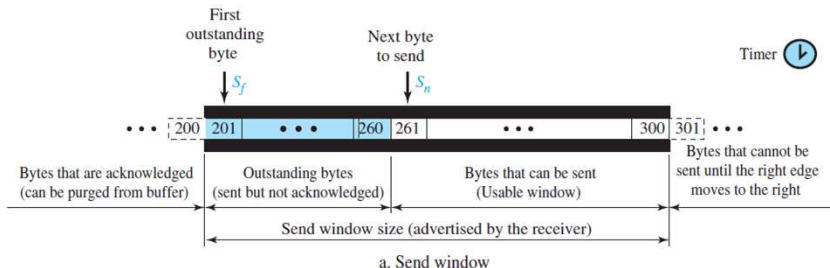 First
outstanding
byte
Next byte
to send
Timer
Sf
Sn
••• 200 201 ••• 260 261 ••• 300 301 •••
Bytes that are acknowledged
(can be purged from buffer)
Outstanding bytes
(sent but not acknowledged)
Bytes that can be sent
(Usable window)
Bytes that cannot be
sent until the right edge
moves to the right
Send window size (advertised by the receiver)
a. Send window